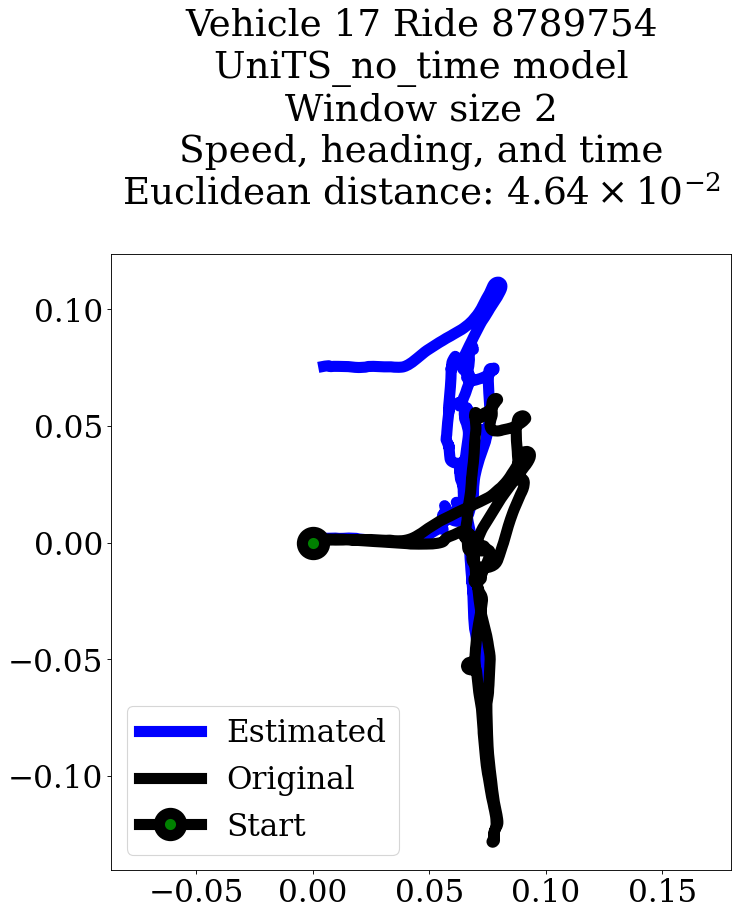 Vehicle 17 Ride 8789754
UniTS_no_time model
Window size 2
Speed, heading, and time
Euclidean distance: 4.64 × 10⁻²
0.10
0.05
0.00
−0.05
−0.10
Estimated
Original
Start
−0.05 0.00 0.05 0.10 0.15